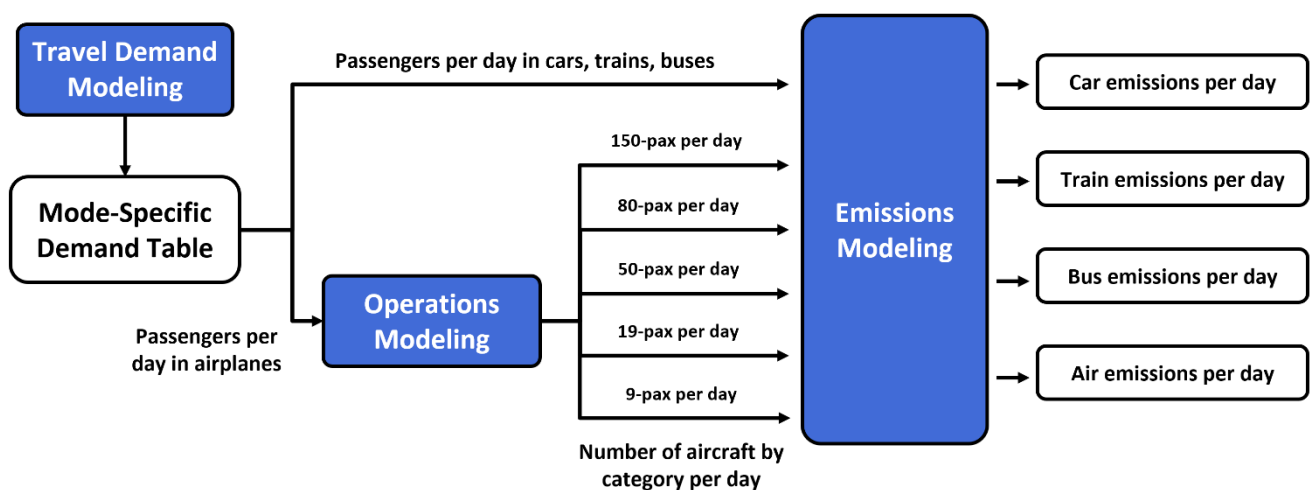 Travel Demand
Modeling
Passengers per day in cars, trains, buses
Mode-Specific
Demand Table
Passengers per
day in airplanes
Operations
Modeling
150-pax per day
80-pax per day
50-pax per day
19-pax per day
9-pax per day
Number of aircraft by
category per day
Emissions
Modeling
Car emissions per day
Train emissions per day
Bus emissions per day
Air emissions per day